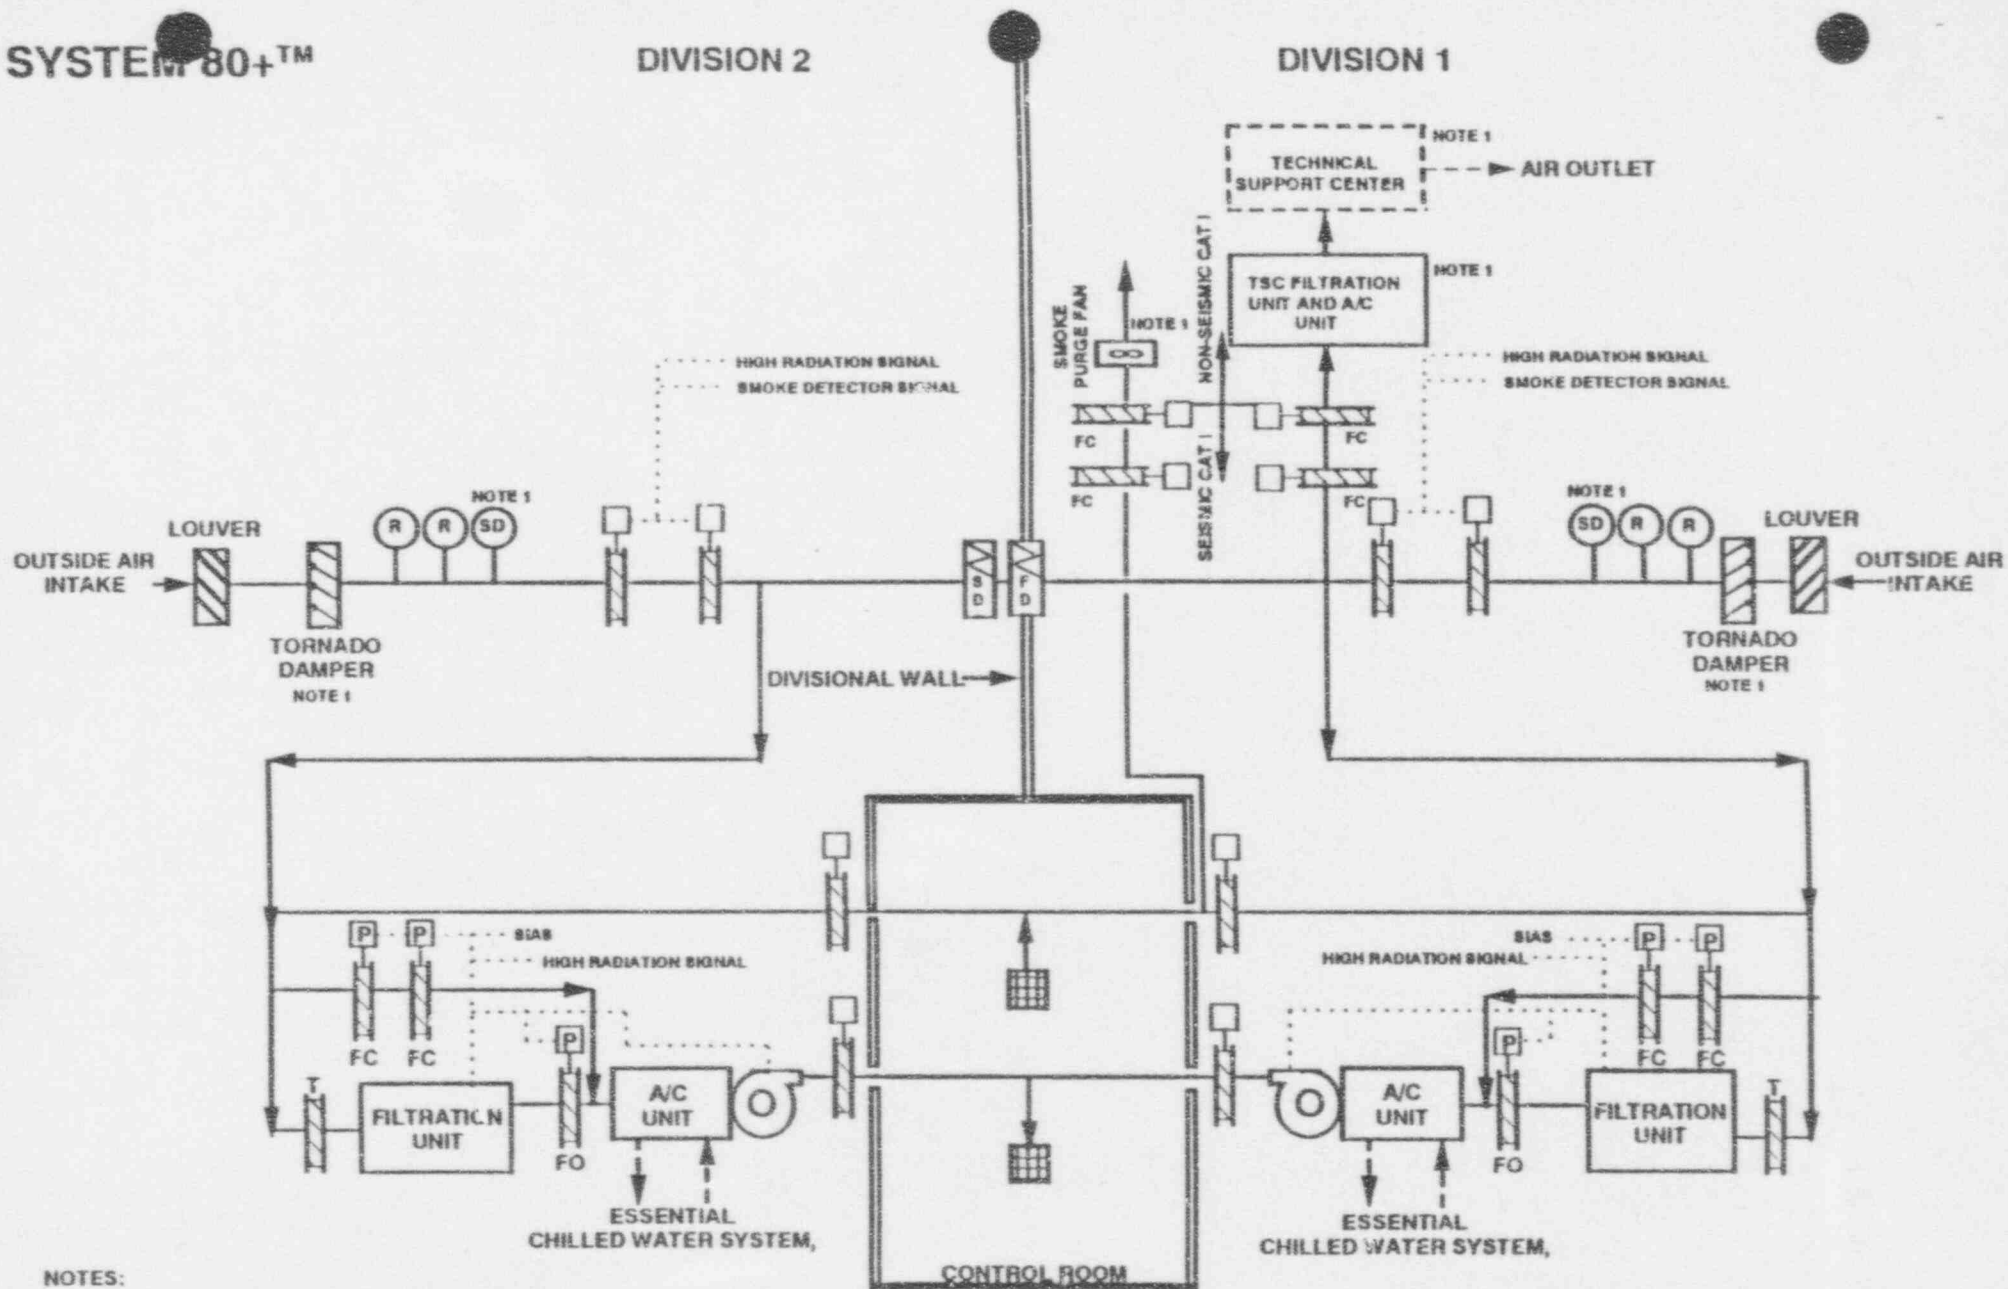 SYSTEM 80+™
DIVISION 2
DIVISION 1
NOTE 1
TECHNICAL
SUPPORT CENTER
AIR OUTLET
NOTE 1
TSC FILTRATION
UNIT AND A/C
UNIT
SMOKE
PURGE FAN
NOTE 1
NON-SEISMIC CAT I
SEISMIC CAT I
FC
FC
FC
FC
HIGH RADIATION SIGNAL
SMOKE DETECTOR SIGNAL
HIGH RADIATION SIGNAL
SMOKE DETECTOR SIGNAL
LOUVER
OUTSIDE AIR
INTAKE
TORNADO
DAMPER
NOTE 1
R
R
SD
NOTE 1
S
D
F
D
NOTE 1
SD
R
R
LOUVER
OUTSIDE AIR
INTAKE
TORNADO
DAMPER
NOTE 1
DIVISIONAL WALL
P
P
SIAS
HIGH RADIATION SIGNAL
FC
FC
P
T
FILTRATION
UNIT
FO
A/C
UNIT
ESSENTIAL
CHILLED WATER SYSTEM,
SIAS
HIGH RADIATION SIGNAL
P
P
FC
FC
P
A/C
UNIT
FO
FILTRATION
UNIT
T
ESSENTIAL
CHILLED WATER SYSTEM,
CONTROL ROOM
NOTES: